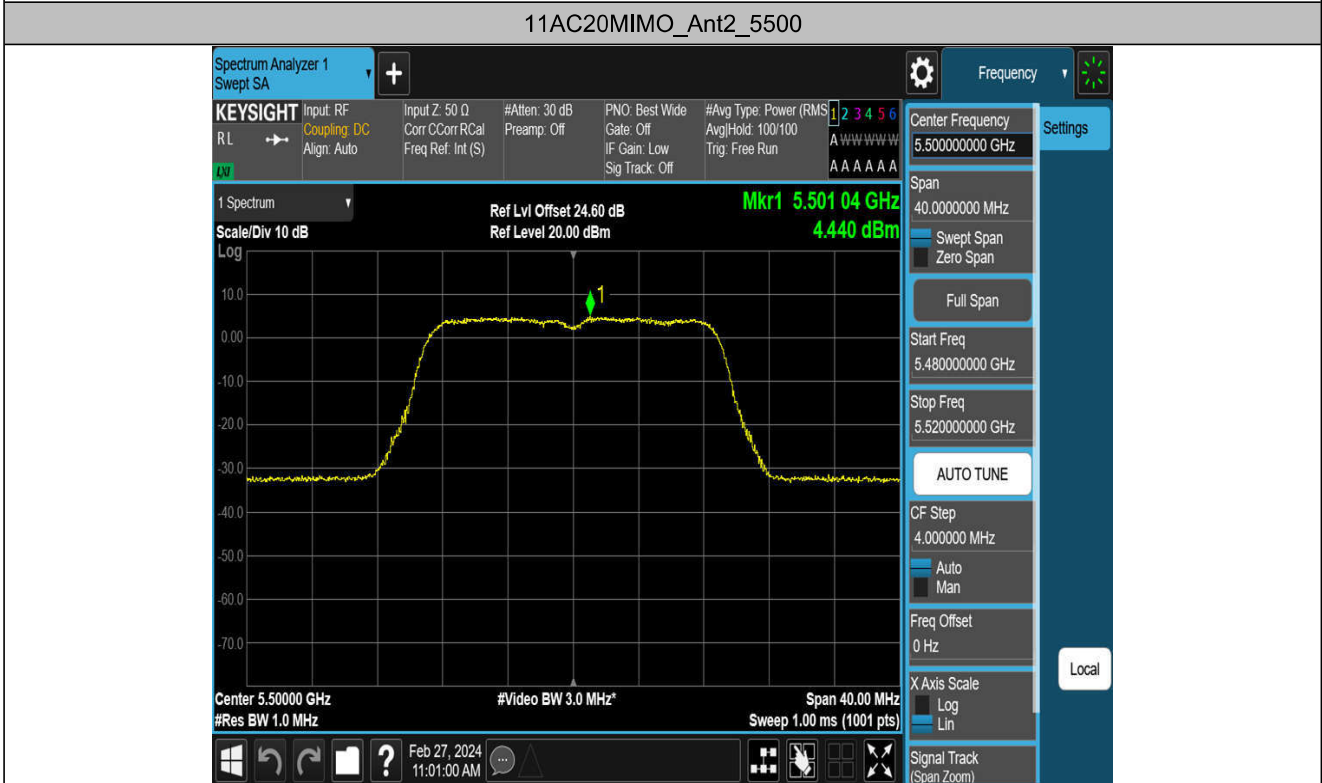 11AC20MIMO_Ant2_5500
Spectrum Analyzer 1
Swept SA
+
Frequency
KEYSIGHT
RL
LXI
Input: RF
Coupling: DC
Align: Auto
Input Z: 50 Ω
Corr CCorr RCal
Freq Ref: Int (S)
#Atten: 30 dB
Preamp: Off
PNO: Best Wide
Gate: Off
IF Gain: Low
Sig Track: Off
#Avg Type: Power (RMS
Avg|Hold: 100/100
Trig: Free Run
1 2 3 4 5 6
A W W W W W
A A A A A A
1 Spectrum
Scale/Div 10 dB
Log
Ref Lvl Offset 24.60 dB
Ref Level 20.00 dBm
Mkr1 5.501 04 GHz
4.440 dBm
1
10.0
0.00
-10.0
-20.0
-30.0
-40.0
-50.0
-60.0
-70.0
Center 5.50000 GHz
#Res BW 1.0 MHz
#Video BW 3.0 MHz*
Span 40.00 MHz
Sweep 1.00 ms (1001 pts)
Center Frequency
5.500000000 GHz
Settings
Span
40.0000000 MHz
Swept Span
Zero Span
Full Span
Start Freq
5.480000000 GHz
Stop Freq
5.520000000 GHz
AUTO TUNE
CF Step
4.000000 MHz
Auto
Man
Freq Offset
0 Hz
Local
X Axis Scale
Log
Lin
Signal Track
(Span Zoom)
?
Feb 27, 2024
11:01:00 AM